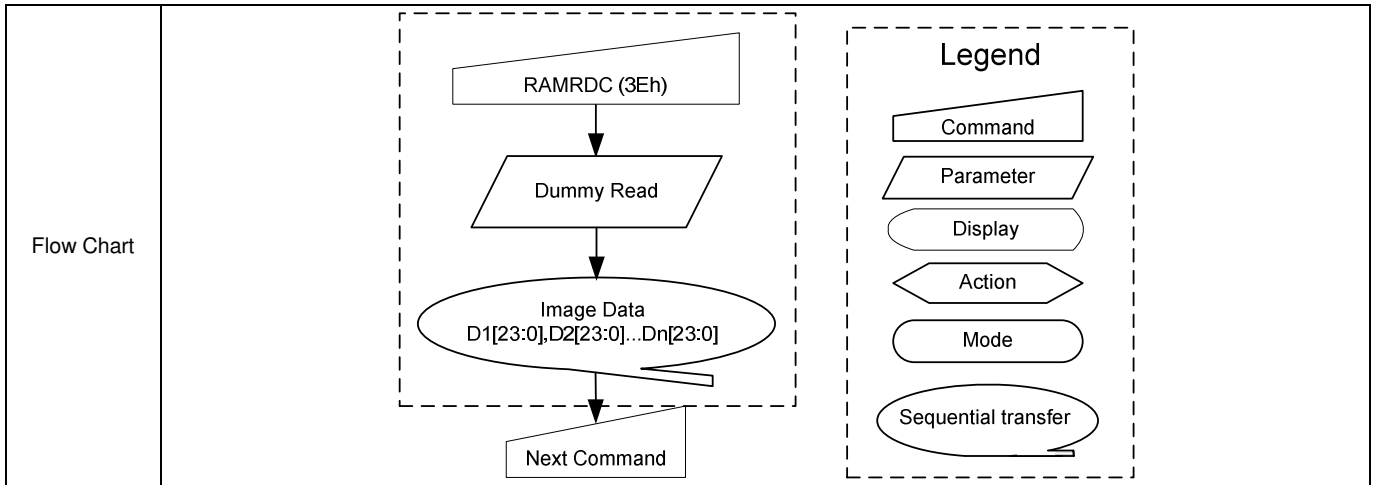 Flow Chart
RAMRDC (3Eh)
Dummy Read
Image Data
D1[23:0],D2[23:0]...Dn[23:0]
Next Command
Legend
Command
Parameter
Display
Action
Mode
Sequential transfer